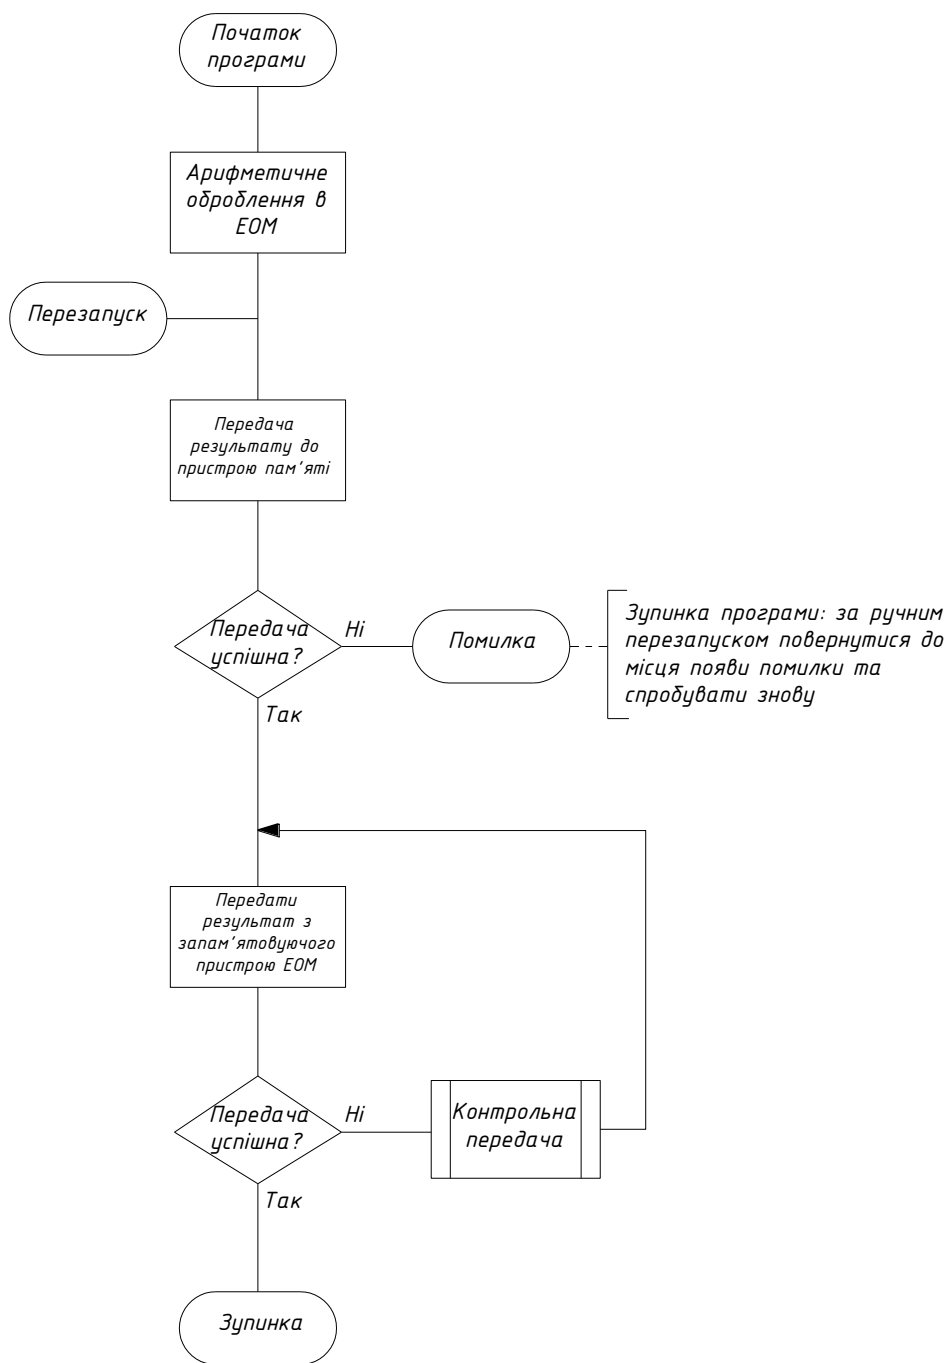 Початок
програми
Арифметичне
оброблення в
ЕОМ
Перезапуск
Передача
результату до
пристрою пам'яті
Передача
успішна?
Ні
Помилка
Зупинка програми: за ручним
перезапуском повернутися до
місця появи помилки та
спробувати знову
Так
Передати
результат з
запам'ятовуючого
пристрою ЕОМ
Передача
успішна?
Ні
Контрольна
передача
Так
Зупинка